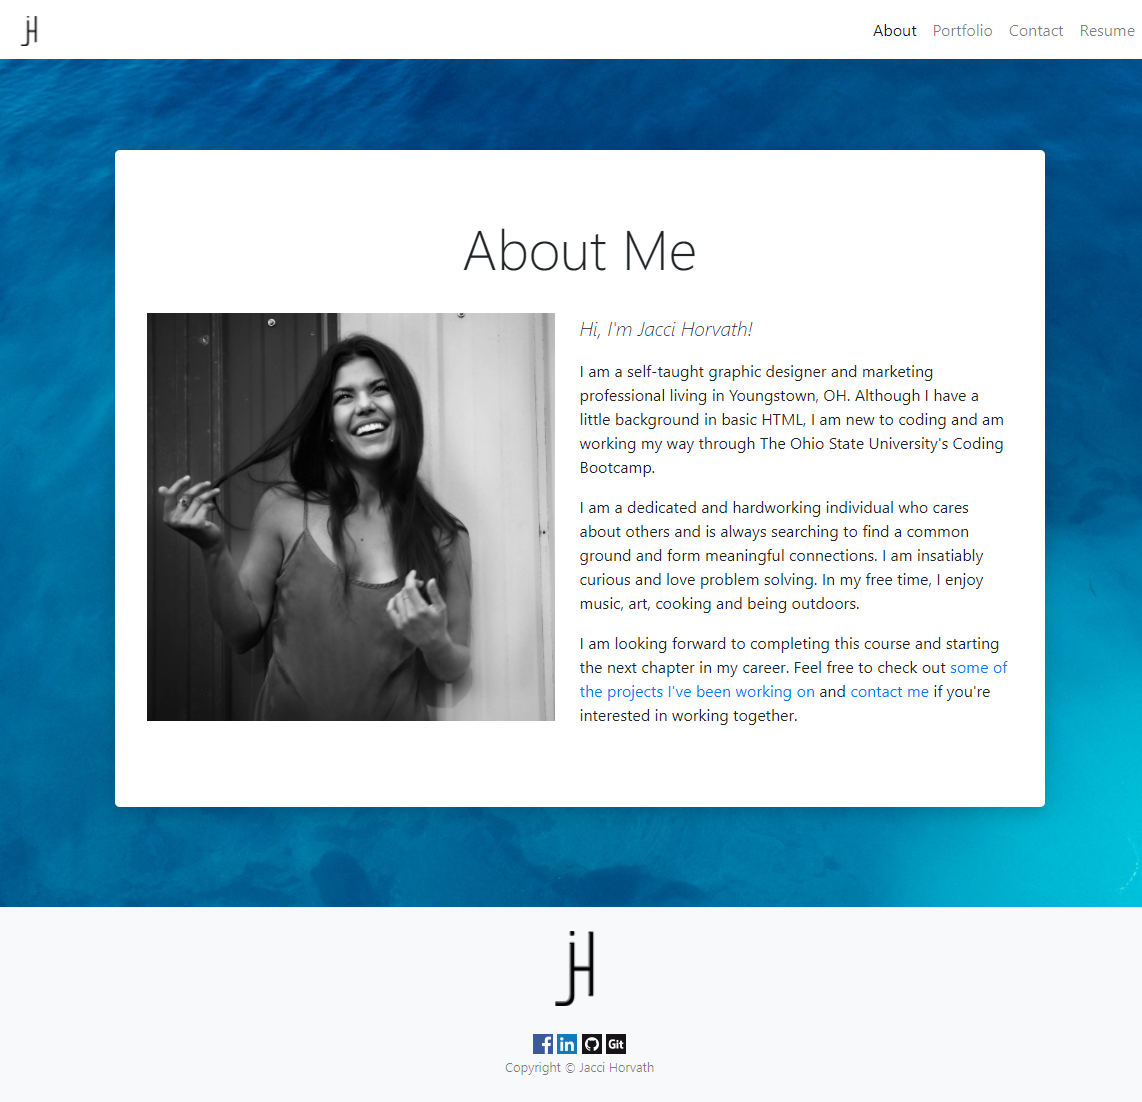 jH
About Portfolio Contact Resume
About Me
Hi, I'm Jacci Horvath!
I am a self-taught graphic designer and marketing
professional living in Youngstown, OH. Although I have a
little background in basic HTML, I am new to coding and am
working my way through The Ohio State University's Coding
Bootcamp.
I am a dedicated and hardworking individual who cares
about others and is always searching to find a common
ground and form meaningful connections. I am insatiably
curious and love problem solving. In my free time, I enjoy
music, art, cooking and being outdoors.
I am looking forward to completing this course and starting
the next chapter in my career. Feel free to check out some of
the projects I've been working on and contact me if you're
interested in working together.
jH
f in Git
Copyright © Jacci Horvath